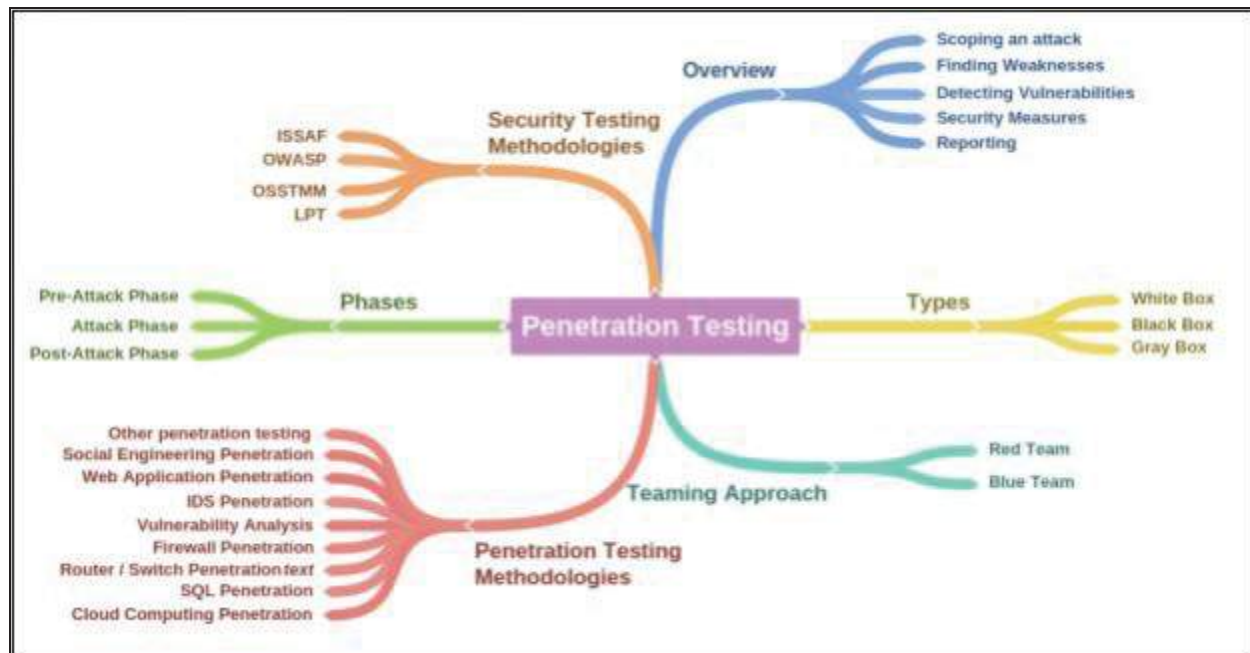 Overview
Scoping an attack
Finding Weaknesses
Detecting Vulnerabilities
Security Measures
Reporting
Security Testing
Methodologies
ISSAF
OWASP
OSSTMM
LPT
Phases
Pre-Attack Phase
Attack Phase
Post-Attack Phase
Penetration Testing
Types
White Box
Black Box
Gray Box
Teaming Approach
Red Team
Blue Team
Penetration Testing
Methodologies
Other penetration testing
Social Engineering Penetration
Web Application Penetration
IDS Penetration
Vulnerability Analysis
Firewall Penetration
Router / Switch Penetrationtext
SQL Penetration
Cloud Computing Penetration